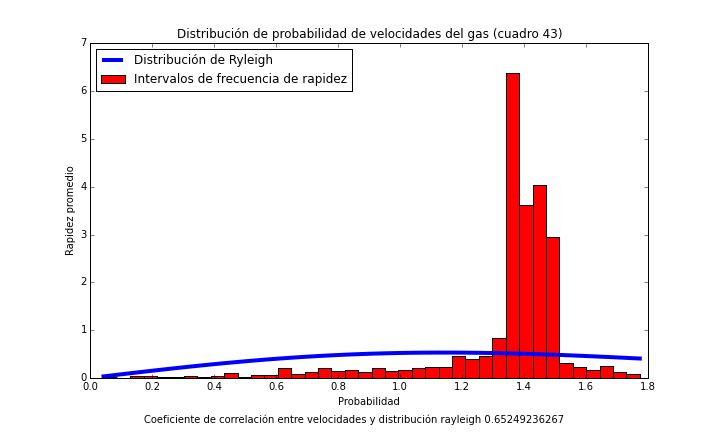 Distribución de probabilidad de velocidades del gas (cuadro 43)
Distribución de Ryleigh
Intervalos de frecuencia de rapidez
Rapidez promedio
7
6
5
4
3
2
1
0
0.0 0.2 0.4 0.6 0.8 1.0 1.2 1.4 1.6 1.8
Probabilidad
Coeficiente de correlación entre velocidades y distribución rayleigh 0.65249236267